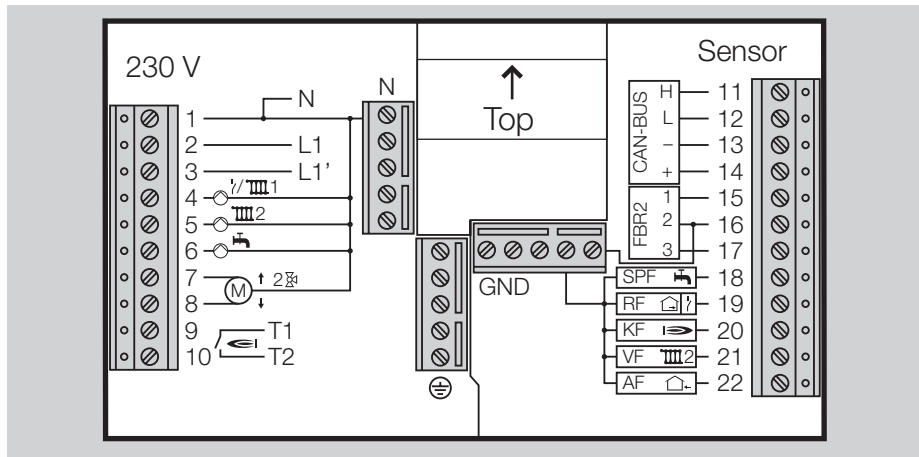 230 V
N
Top
Sensor
1
N
2
L1
3
L1’
4
1
5
2
6
7
M
2
8
9
T1
10
T2
GND
CAN-BUS
H
11
L
12
–
13
+
14
FBR2
1
15
2
16
3
17
SPF
18
RF
19
KF
20
VF
2
21
AF
22